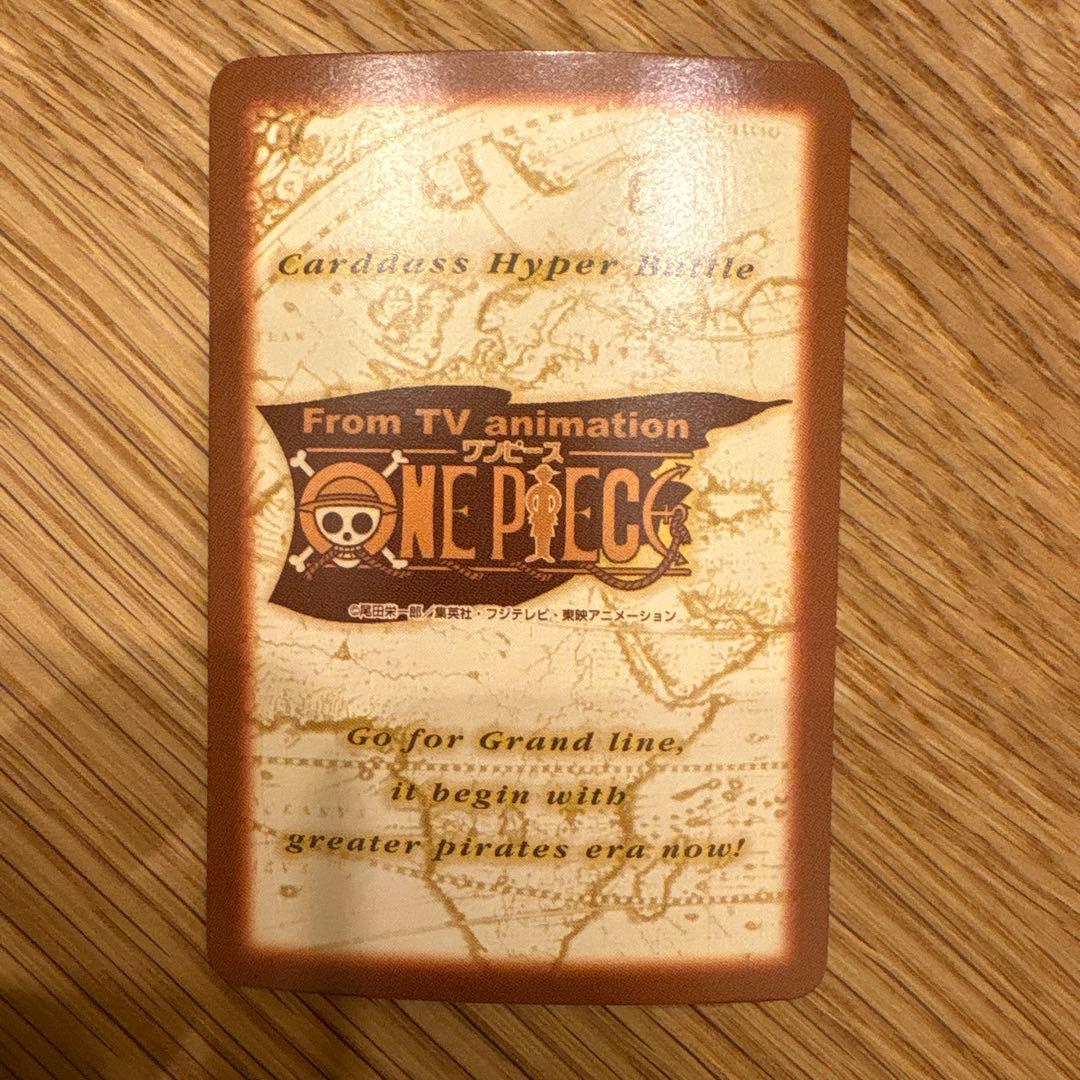 Carddass Hyper Battle
From TV animation
ワンピース
ONE PIECE
©尾田栄一郎/集英社・フジテレビ・東映アニメーション
Go for Grand line,
it begin with
greater pirates era now!